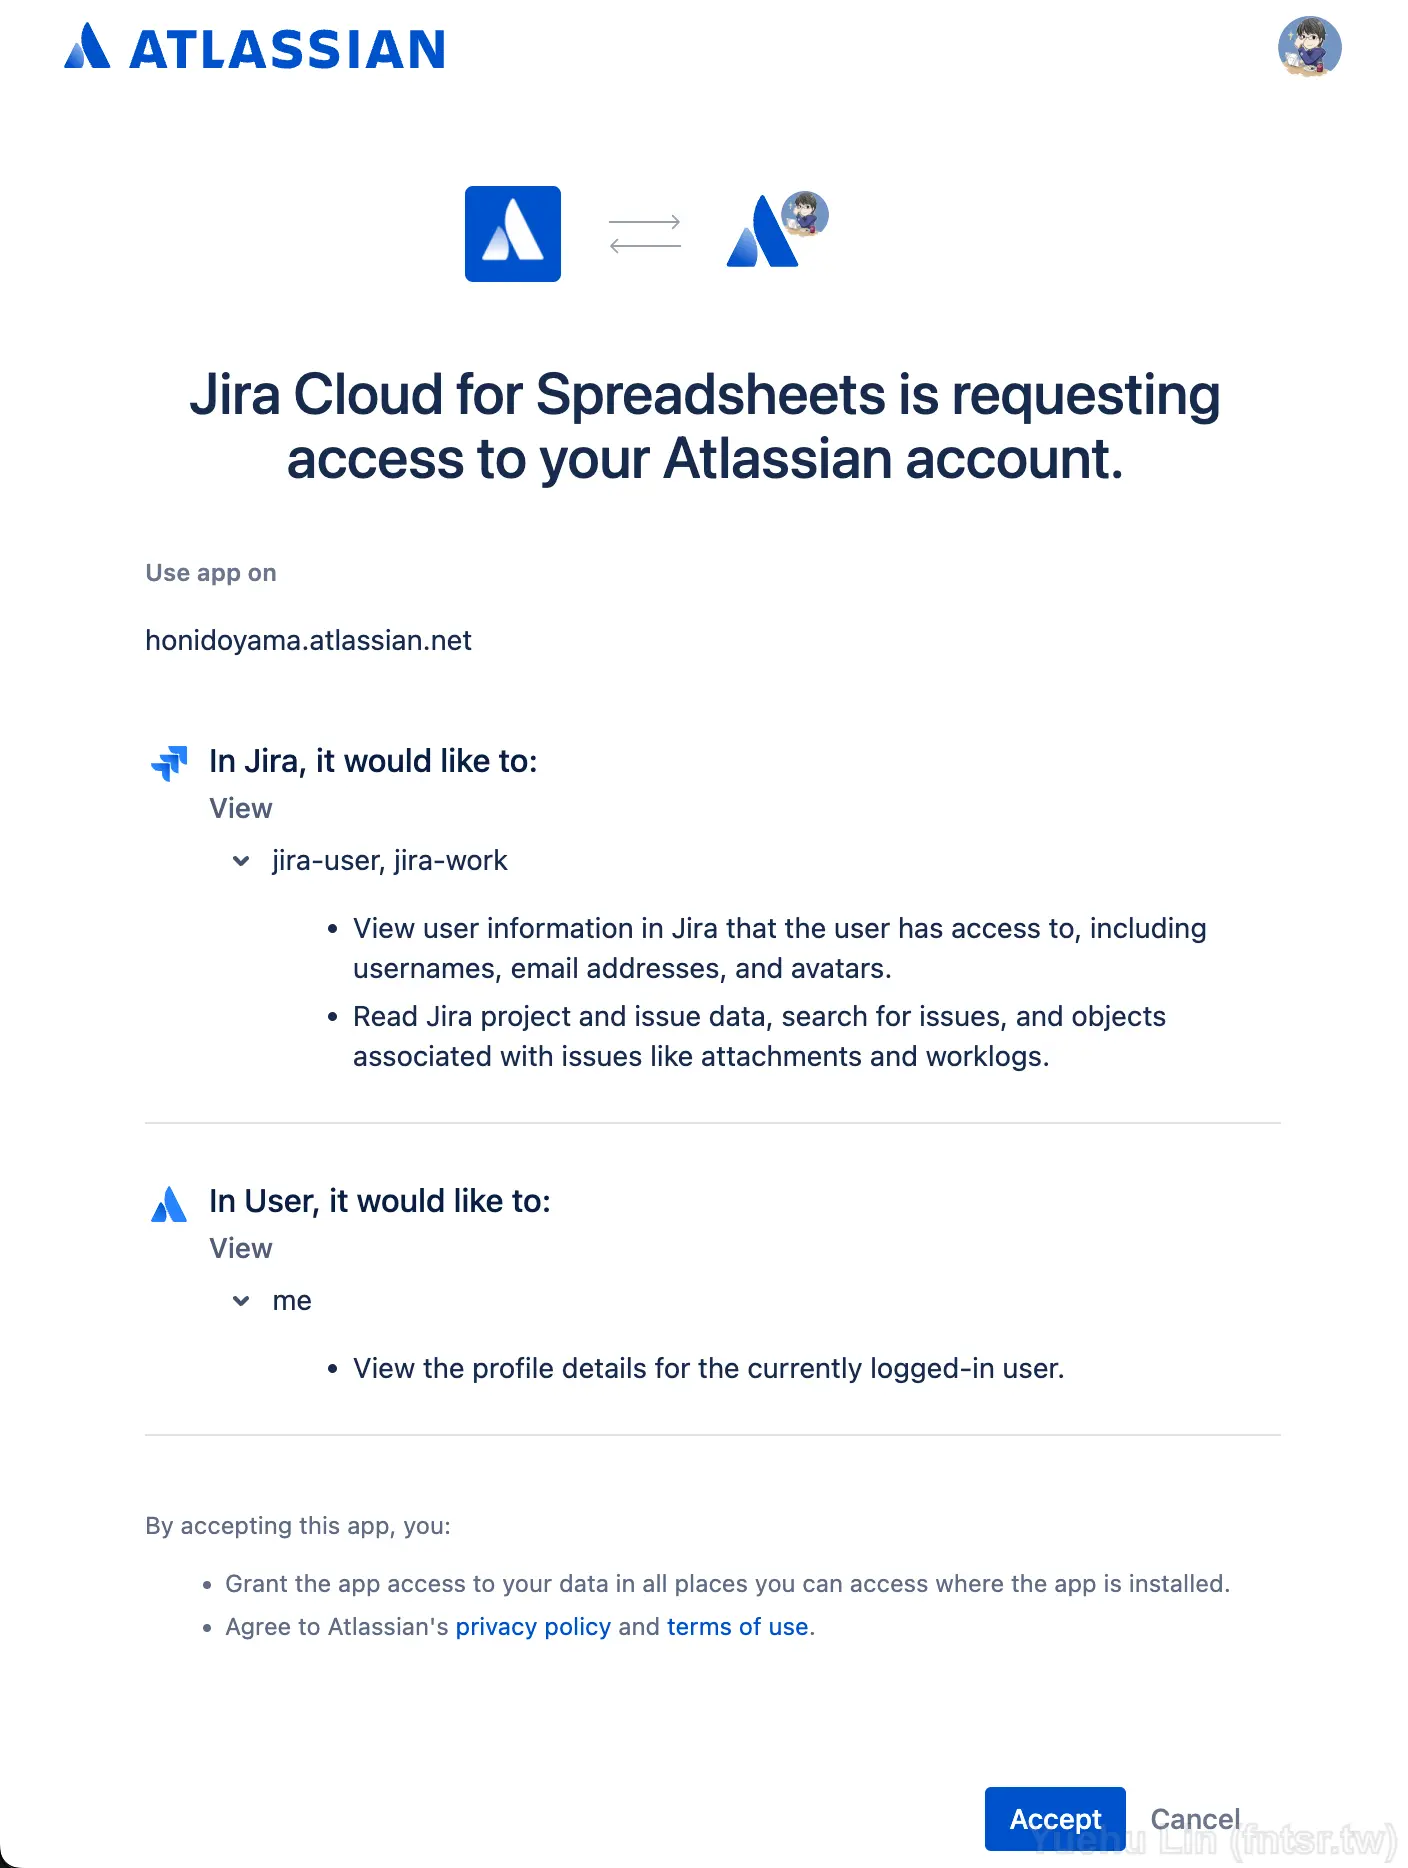 ATLASSIAN
Jira Cloud for Spreadsheets is requesting
access to your Atlassian account.
Use app on
honidoyama.atlassian.net
In Jira, it would like to:
View
jira-user, jira-work
• View user information in Jira that the user has access to, including
usernames, email addresses, and avatars.
• Read Jira project and issue data, search for issues, and objects
associated with issues like attachments and worklogs.
In User, it would like to:
View
me
• View the profile details for the currently logged-in user.
By accepting this app, you:
• Grant the app access to your data in all places you can access where the app is installed.
• Agree to Atlassian's privacy policy and terms of use.
Accept Cancel
Yuehu Lin (fntsr.tw)